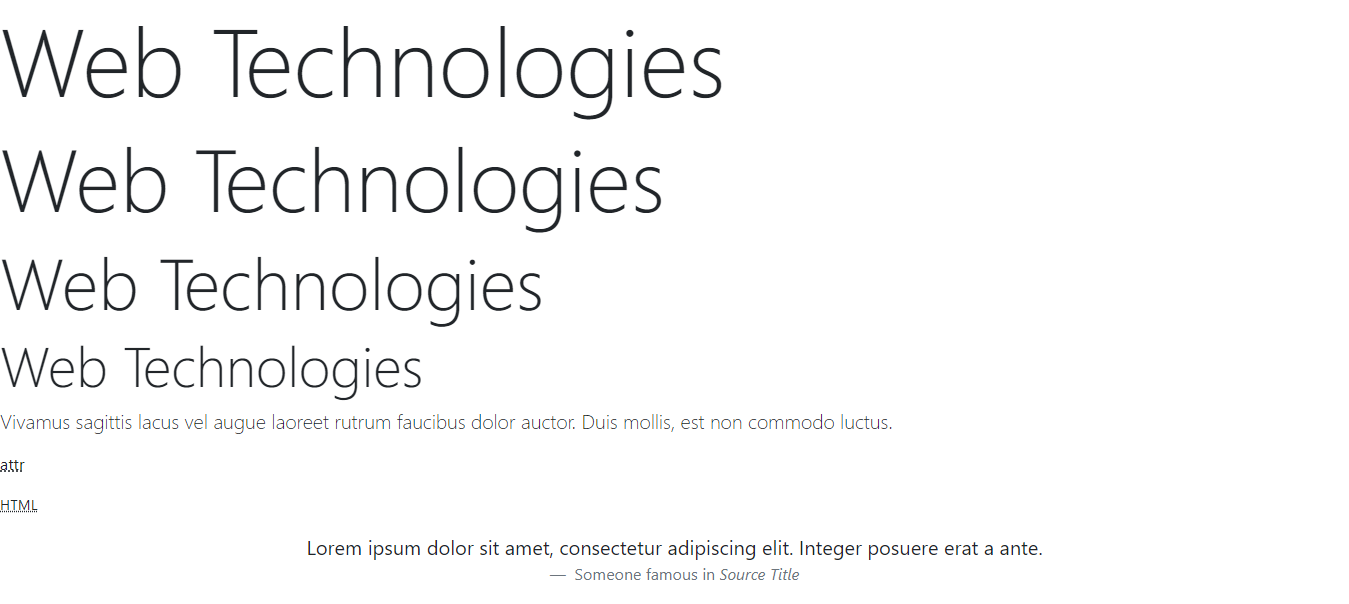 Web Technologies
Web Technologies
Web Technologies
Web Technologies
Vivamus sagittis lacus vel augue laoreet rutrum faucibus dolor auctor. Duis mollis, est non commodo luctus.
attr
HTML
Lorem ipsum dolor sit amet, consectetur adipiscing elit. Integer posuere erat a ante.
— Someone famous in Source Title